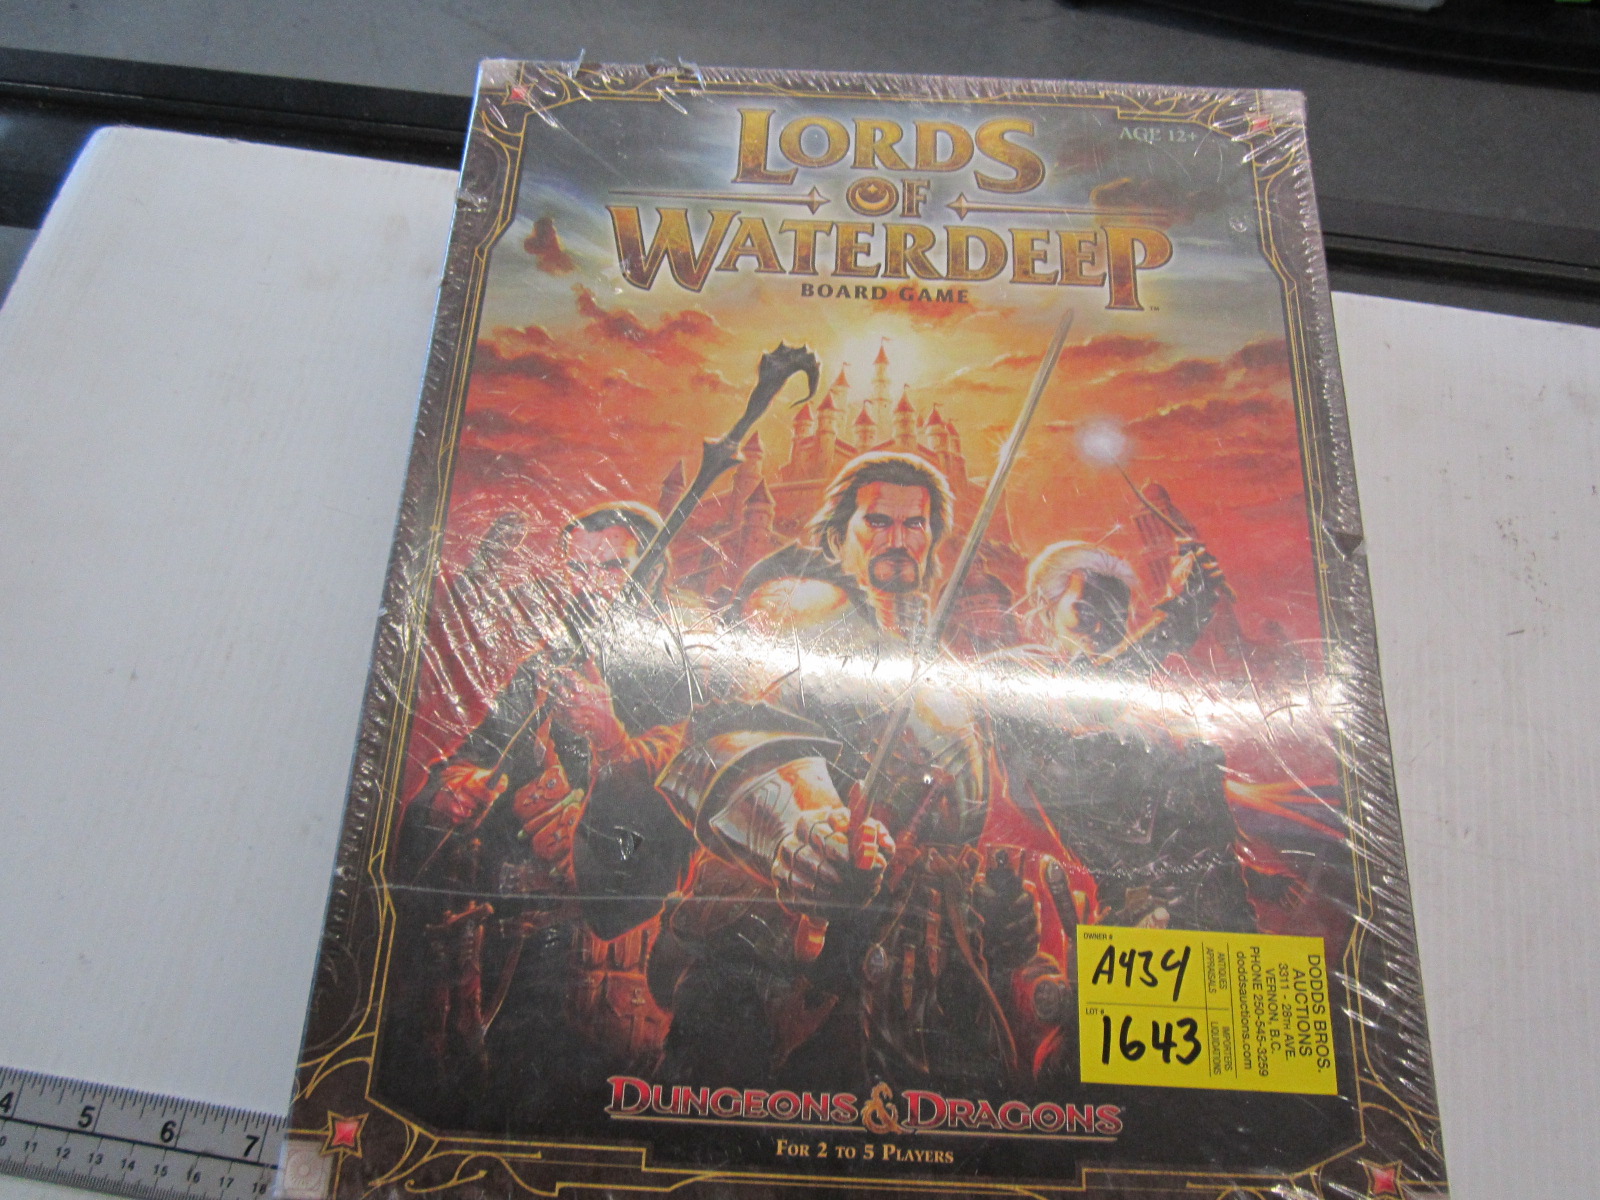 LORDS
OF
WATERDEEP
BOARD GAME
™
AGE 12+
OWNER #
A434
LOT #
1643
ANTIQUES
APPRAISALS
IMPORTERS
LIQUIDATIONS
DODDS BROS.
AUCTIONS
3311 - 28TH AVE.
VERNON, B.C.
PHONE 250-545-3259
doddsauctions.com
DUNGEONS & DRAGONS
FOR 2 TO 5 PLAYERS
4 5 6 7
11 12 13 14 15 16 17 18